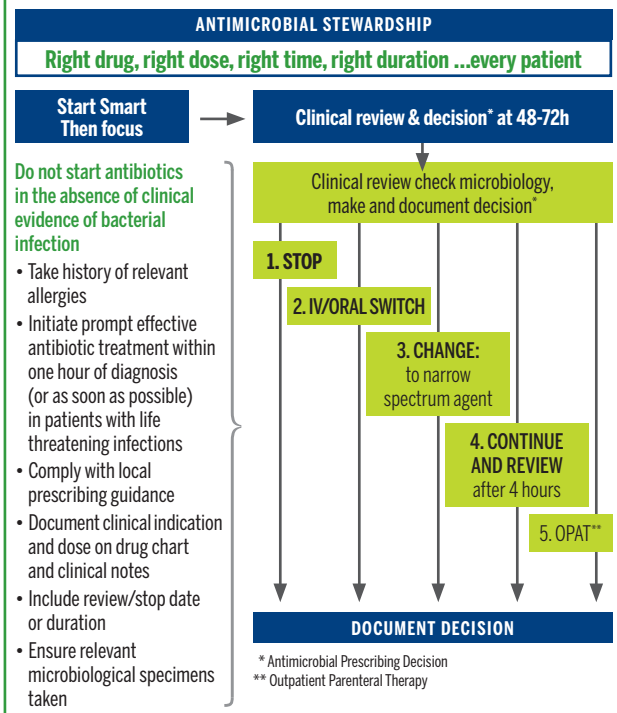 ANTIMICROBIAL STEWARDSHIP
Right drug, right dose, right time, right duration ...every patient
Start Smart
Then focus
Clinical review & decision* at 48-72h
Do not start antibiotics
in the absence of clinical
evidence of bacterial
infection
• Take history of relevant
allergies
• Initiate prompt effective
antibiotic treatment within
one hour of diagnosis
(or as soon as possible)
in patients with life
threatening infections
• Comply with local
prescribing guidance
• Document clinical indication
and dose on drug chart
and clinical notes
• Include review/stop date
or duration
• Ensure relevant
microbiological specimens
taken
Clinical review check microbiology,
make and document decision*
1. STOP
2. IV/ORAL SWITCH
3. CHANGE:
to narrow
spectrum agent
4. CONTINUE
AND REVIEW
after 4 hours
5. OPAT**
DOCUMENT DECISION
* Antimicrobial Prescribing Decision
** Outpatient Parenteral Therapy